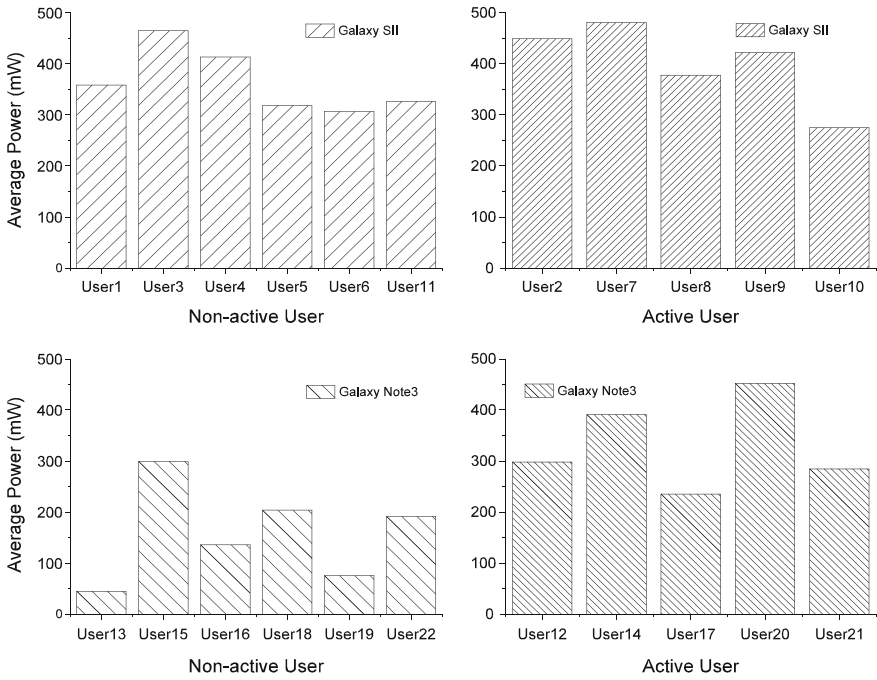 500
400
300
200
100
0
Average Power (mW)
Galaxy SII
User1 User3 User4 User5 User6 User11
Non-active User
500
400
300
200
100
0
Galaxy SII
User2 User7 User8 User9 User10
Active User
500
400
300
200
100
0
Average Power (mW)
Galaxy Note3
User13 User15 User16 User18 User19 User22
Non-active User
500
400
300
200
100
0
Galaxy Note3
User12 User14 User17 User20 User21
Active User